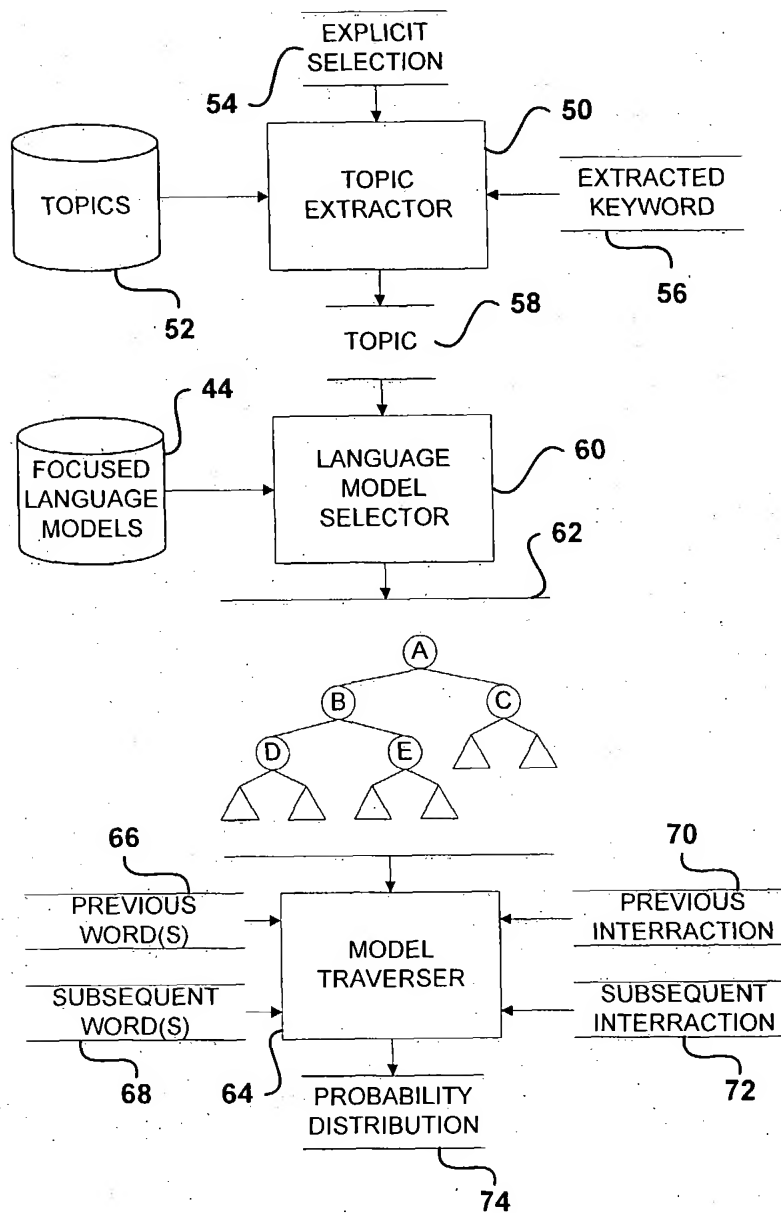 EXPLICIT
SELECTION
54
50
TOPICS
TOPIC
EXTRACTOR
EXTRACTED
KEYWORD
52
56
58
TOPIC
44
FOCUSED
LANGUAGE
MODELS
LANGUAGE
MODEL
SELECTOR
60
62
A
B
C
D
E
66
70
PREVIOUS
WORD(S)
MODEL
TRAVERSER
PREVIOUS
INTERRACTION
SUBSEQUENT
WORD(S)
SUBSEQUENT
INTERRACTION
68
64
72
PROBABILITY
DISTRIBUTION
74